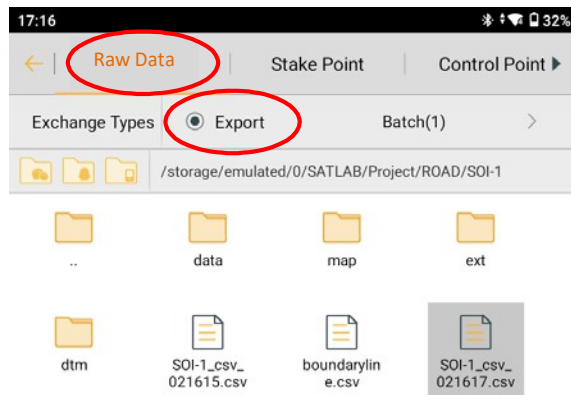 17:16 32%
Raw Data Stake Point Control Point
Exchange Types Export Batch(1)
/storage/emulated/0/SATLAB/Project/ROAD/SOI-1
.. data map ext
dtm SOI-1_csv_ boundarylin SOI-1_csv_
021615.csv e.csv 021617.csv